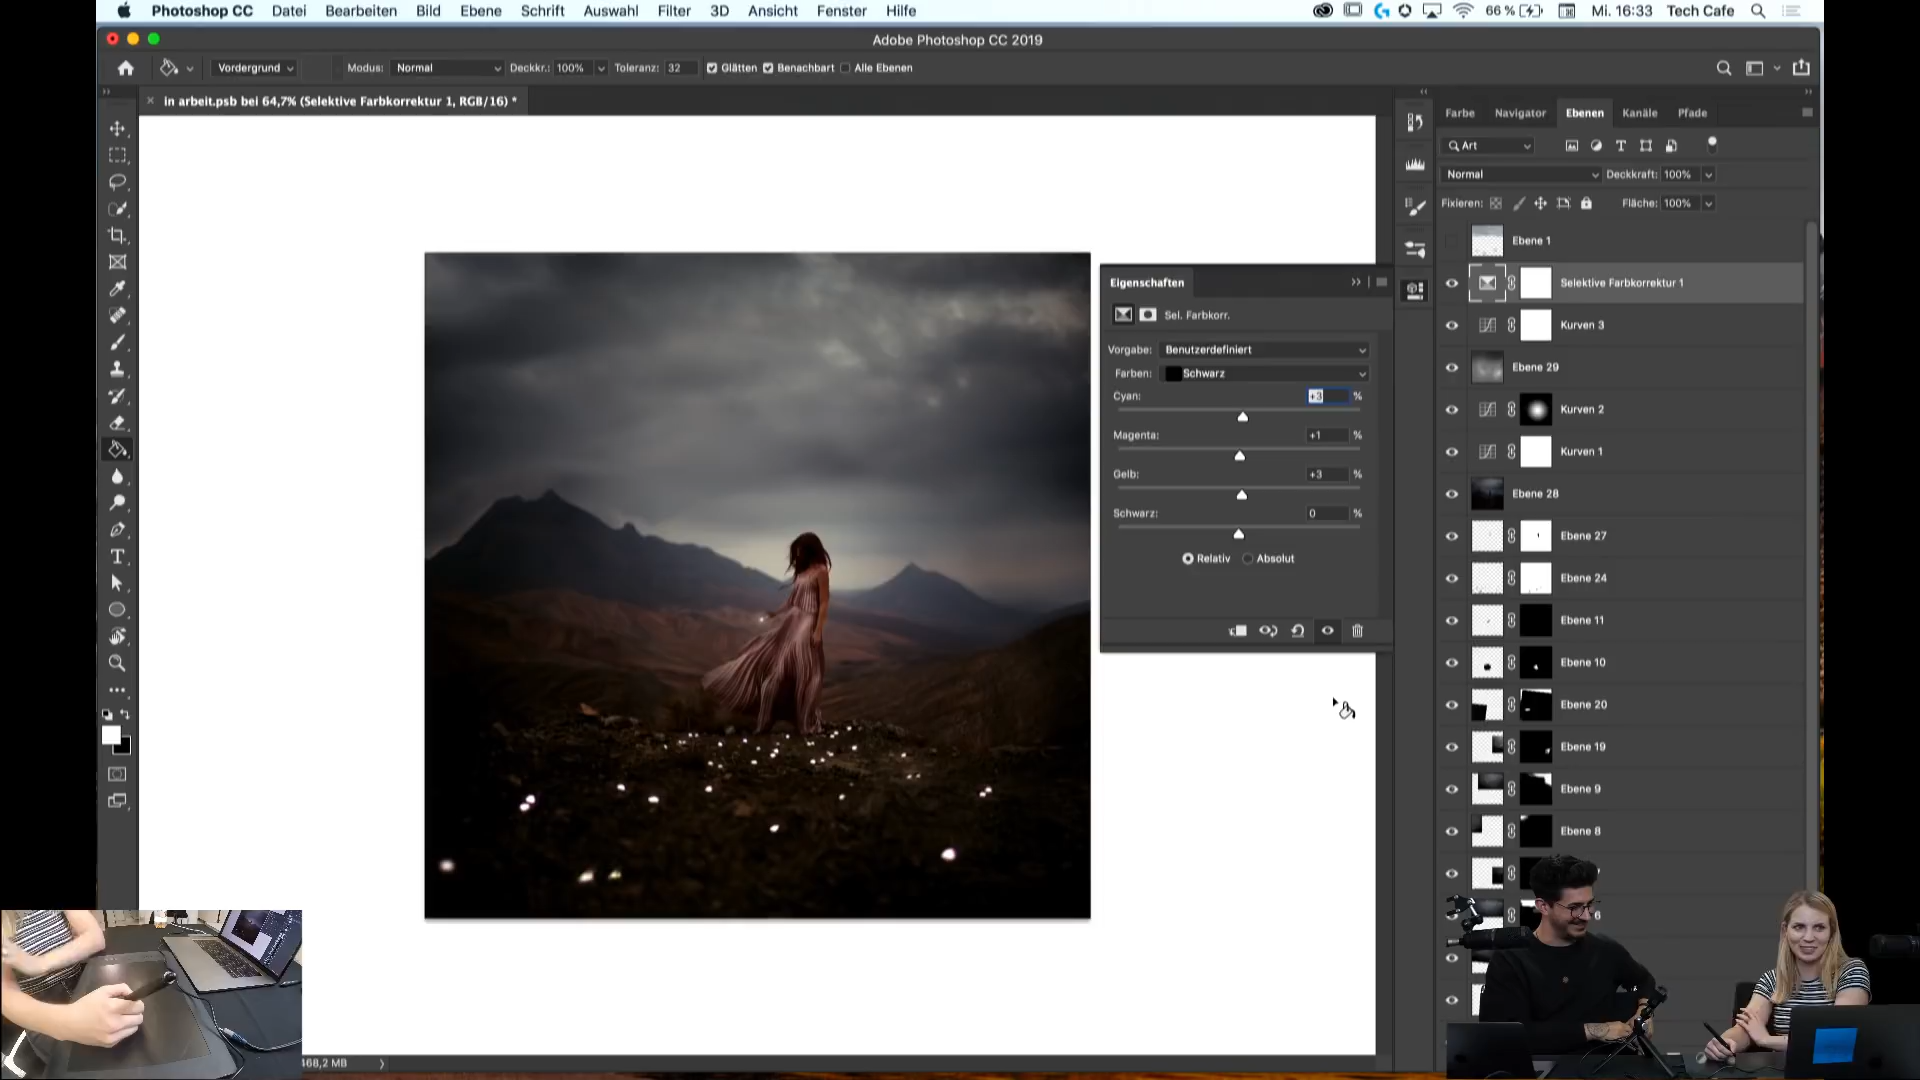 Photoshop CC Datei Bearbeiten Bild Ebene Schrift Auswahl Filter 3D Ansicht Fenster Hilfe 66 % Mi. 16:33 Tech Cafe
Adobe Photoshop CC 2019
Vordergrund Modus: Normal Deckkr.: 100% Toleranz: 32 Glätten Benachbart Alle Ebenen
in arbeit.psb bei 64,7% (Selektive Farbkorrektur 1, RGB/16) *
Farbe Navigator Ebenen Kanäle Pfade
Art
Normal Deckkraft: 100%
Fixieren: Fläche: 100%
Ebene 1
Selektive Farbkorrektur 1
Kurven 3
Ebene 29
Kurven 2
Kurven 1
Ebene 28
Ebene 27
Ebene 24
Ebene 11
Ebene 10
Ebene 20
Ebene 19
Ebene 9
Ebene 8
6
Eigenschaften
Sel. Farbkorr.
Vorgabe: Benutzerdefiniert
Farben: Schwarz
Cyan: +3 %
Magenta: +1 %
Gelb: +3 %
Schwarz: 0 %
Relativ Absolut
468,2 MB